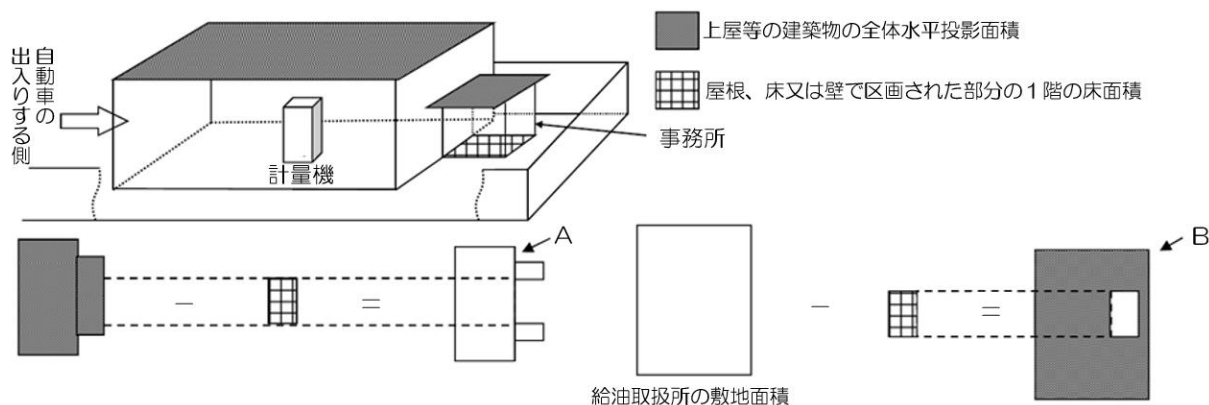 自動車の
出入りする側
計量機
事務所
上屋等の建築物の全体水平投影面積
屋根、床又は壁で区画された部分の1階の床面積
A
－
＝
－
＝
B
給油取扱所の敷地面積